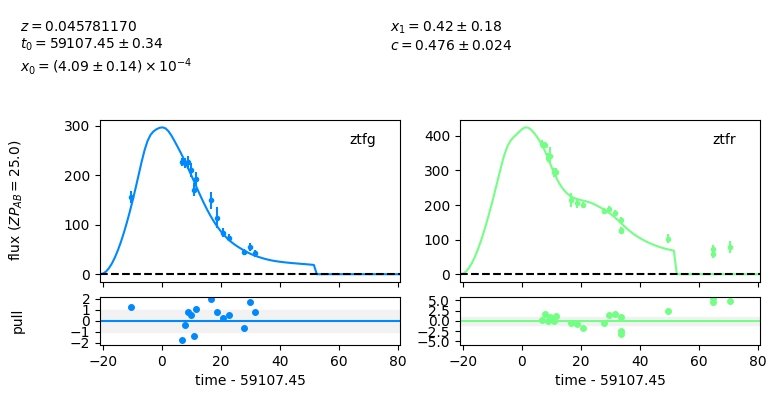 z = 0.045781170
t₀ = 59107.45 ± 0.34
x₀ = (4.09 ± 0.14) × 10⁻⁴
x₁ = 0.42 ± 0.18
c = 0.476 ± 0.024
flux (ZP_AB = 25.0)
300
200
100
0
ztfg
400
300
200
100
0
ztfr
pull
2
1
0
−1
−2
−20 0 20 40 60 80
time - 59107.45
5.0
2.5
0.0
−2.5
−5.0
−20 0 20 40 60 80
time - 59107.45